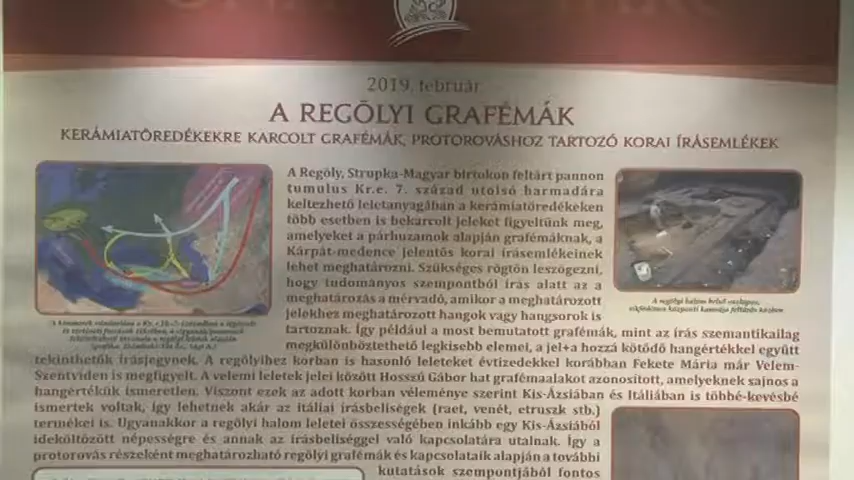 2019. február
A REGÖLYI GRAFÉMÁK
KERÁMIATÖREDÉKEKRE KARCOLT GRAFÉMÁK, PROTOROVÁSHOZ TARTOZÓ KORAI ÍRÁSEMLÉKEK
A Regöly, Strupka-Magyar birtokon feltárt pannon
tumulus Kr.e. 7. század utolsó harmadára
keltezhető leletanyagában a kerámiatöredékeken
több esetben is bekarcolt jeleket figyeltünk meg,
amelyeket a párhuzamok alapján grafémáknak, a
Kárpát-medence jelentős korai írásemlékeinek
lehet meghatározni. Szükséges rögtön leszögezni,
hogy tudományos szempontból írás alatt az a
meghatározás a mérvadó, amikor a meghatározott
jelekhez meghatározott hangok vagy hangsorok is
tartoznak. Így például a most bemutatott grafémák, mint az írás szemantikailag
megkülönböztethető legkisebb elemei, a jel+a hozzá kötődő hangértékkel együtt
tekinthetők írásjegynek. A regölyihez korban is hasonló leleteket évtizedekkel korábban Fekete Mária már Velem-
Szentviden is megfigyelt. A velemi leletek jelei között Hosszú Gábor hat grafémaalakot azonosított, amelyeknek sajnos a
hangértékük ismeretlen. Viszont ezek az adott korban véleménye szerint Kis-Ázsiában és Itáliában is többé-kevésbé
ismertek voltak, így lehetnek akár az itáliai írásbeliségek (raet, venét, etruszk stb.)
termékei is. Ugyanakkor a regölyi halom leletei összességében inkább egy Kis-Ázsiából
ideköltözött népességre és annak az írásbeliséggel való kapcsolatára utalnak. Így a
protorovás részeként meghatározható regölyi grafémák és kapcsolataik alapján a további
kutatások szempontjából fontos
A regölyi halom belső oszlopos,
központi kamrája feltárás közben